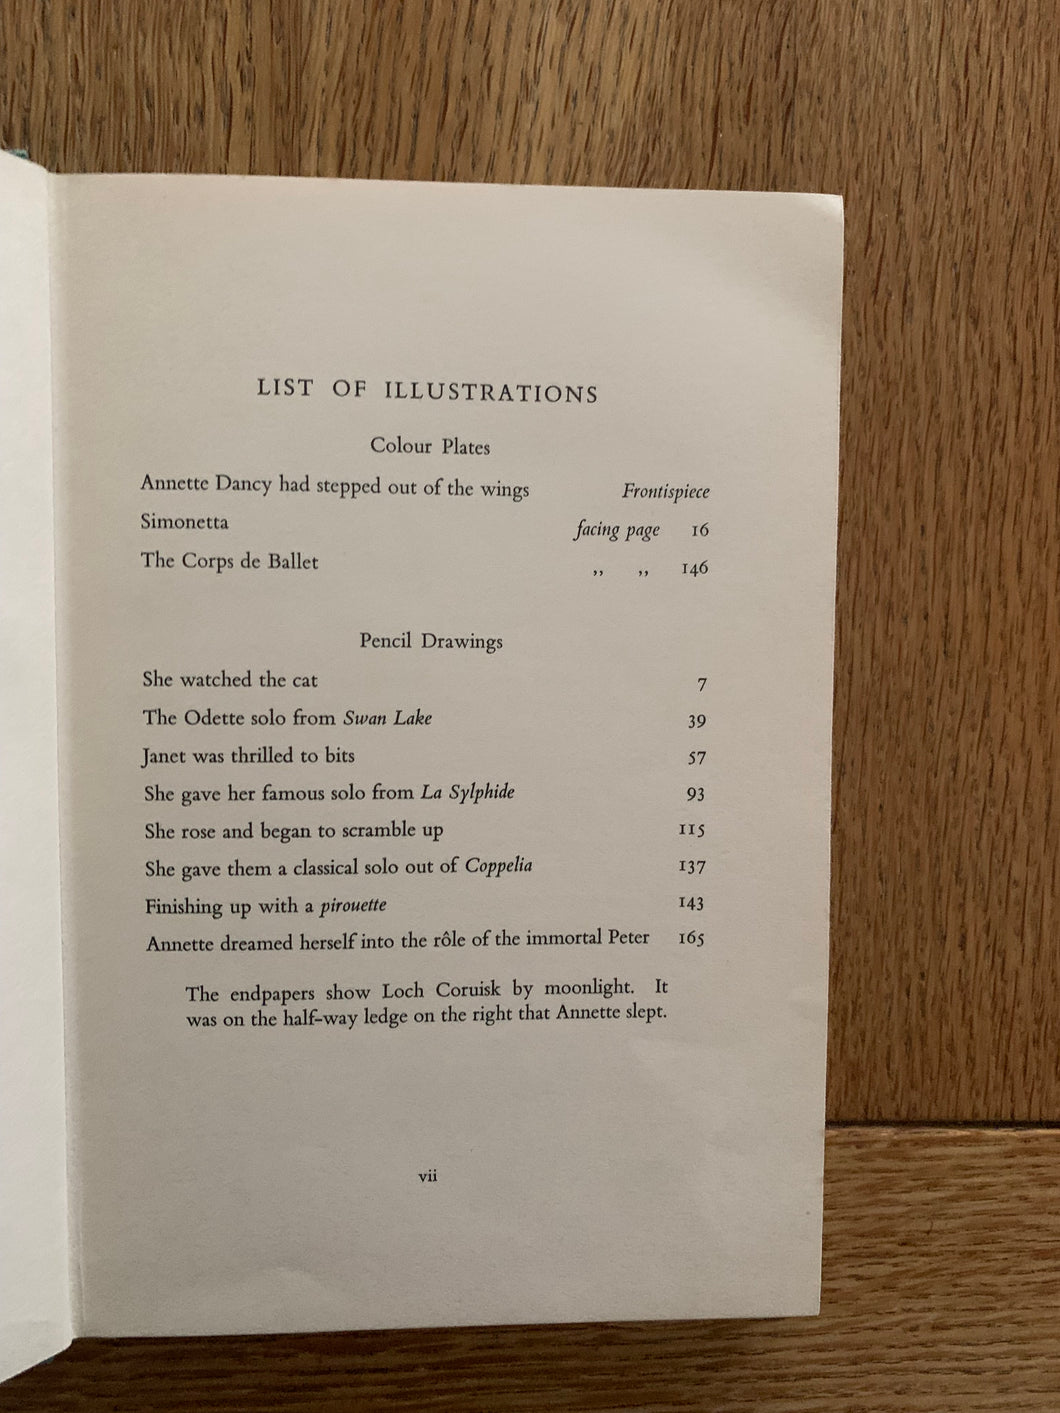 LIST OF ILLUSTRATIONS
Colour Plates
Annette Dancy had stepped out of the wings Frontispiece
Simonetta facing page 16
The Corps de Ballet ,, ,, 146
Pencil Drawings
She watched the cat 7
The Odette solo from Swan Lake 39
Janet was thrilled to bits 57
She gave her famous solo from La Sylphide 93
She rose and began to scramble up 115
She gave them a classical solo out of Coppelia 137
Finishing up with a pirouette 143
Annette dreamed herself into the rôle of the immortal Peter 165
The endpapers show Loch Coruisk by moonlight. It
was on the half-way ledge on the right that Annette slept.
vii